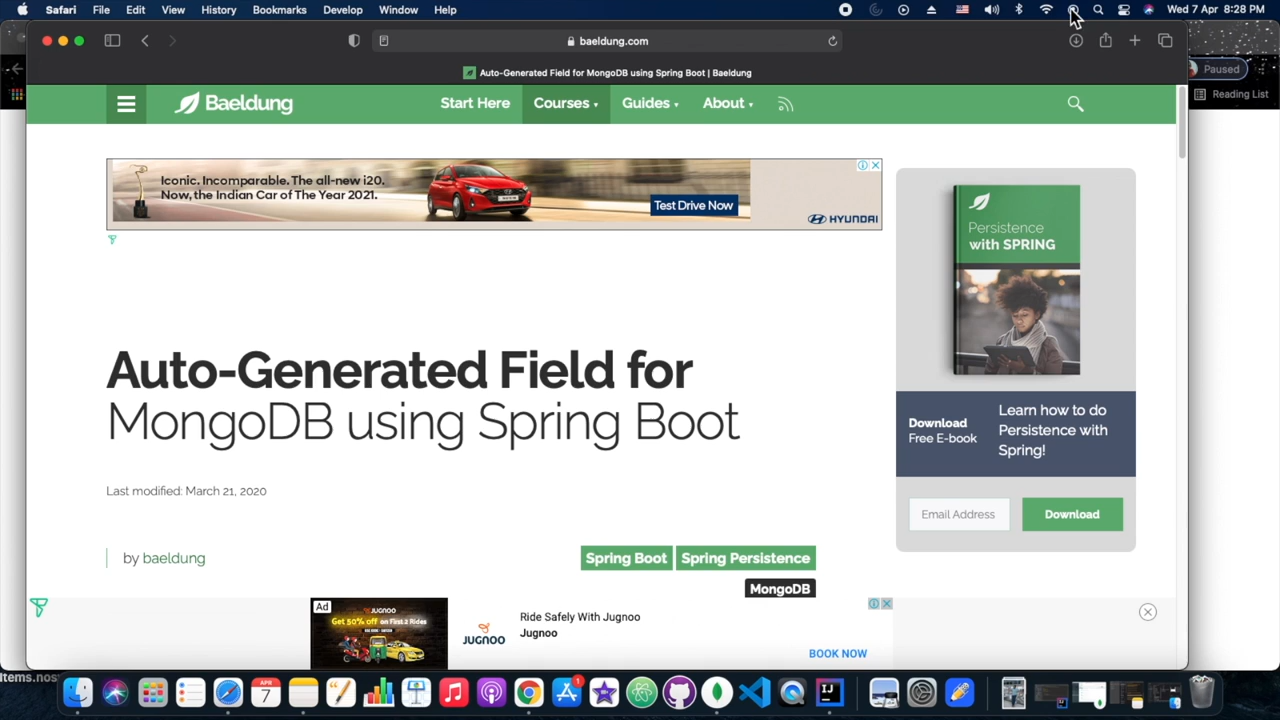 Safari File Edit View History Bookmarks Develop Window Help Wed 7 Apr 8:28 PM
baeldung.com
Auto-Generated Field for MongoDB using Spring Boot | Baeldung
Paused
Reading List
Baeldung Start Here Courses Guides About
Iconic. Incomparable. The all-new i20.
Now, the Indian Car of The Year 2021.
Test Drive Now
HYUNDAI
Persistence
with SPRING
Auto-Generated Field for
MongoDB using Spring Boot
Download
Free E-book
Learn how to do
Persistence with
Spring!
Last modified: March 21, 2020
Email Address Download
by baeldung
Spring Boot Spring Persistence
MongoDB
Ad
JUGNOO
Get 50% off on First 2 Rides
JUGNOO
Ride Safely With Jugnoo
Jugnoo
BOOK NOW
APR
7
1